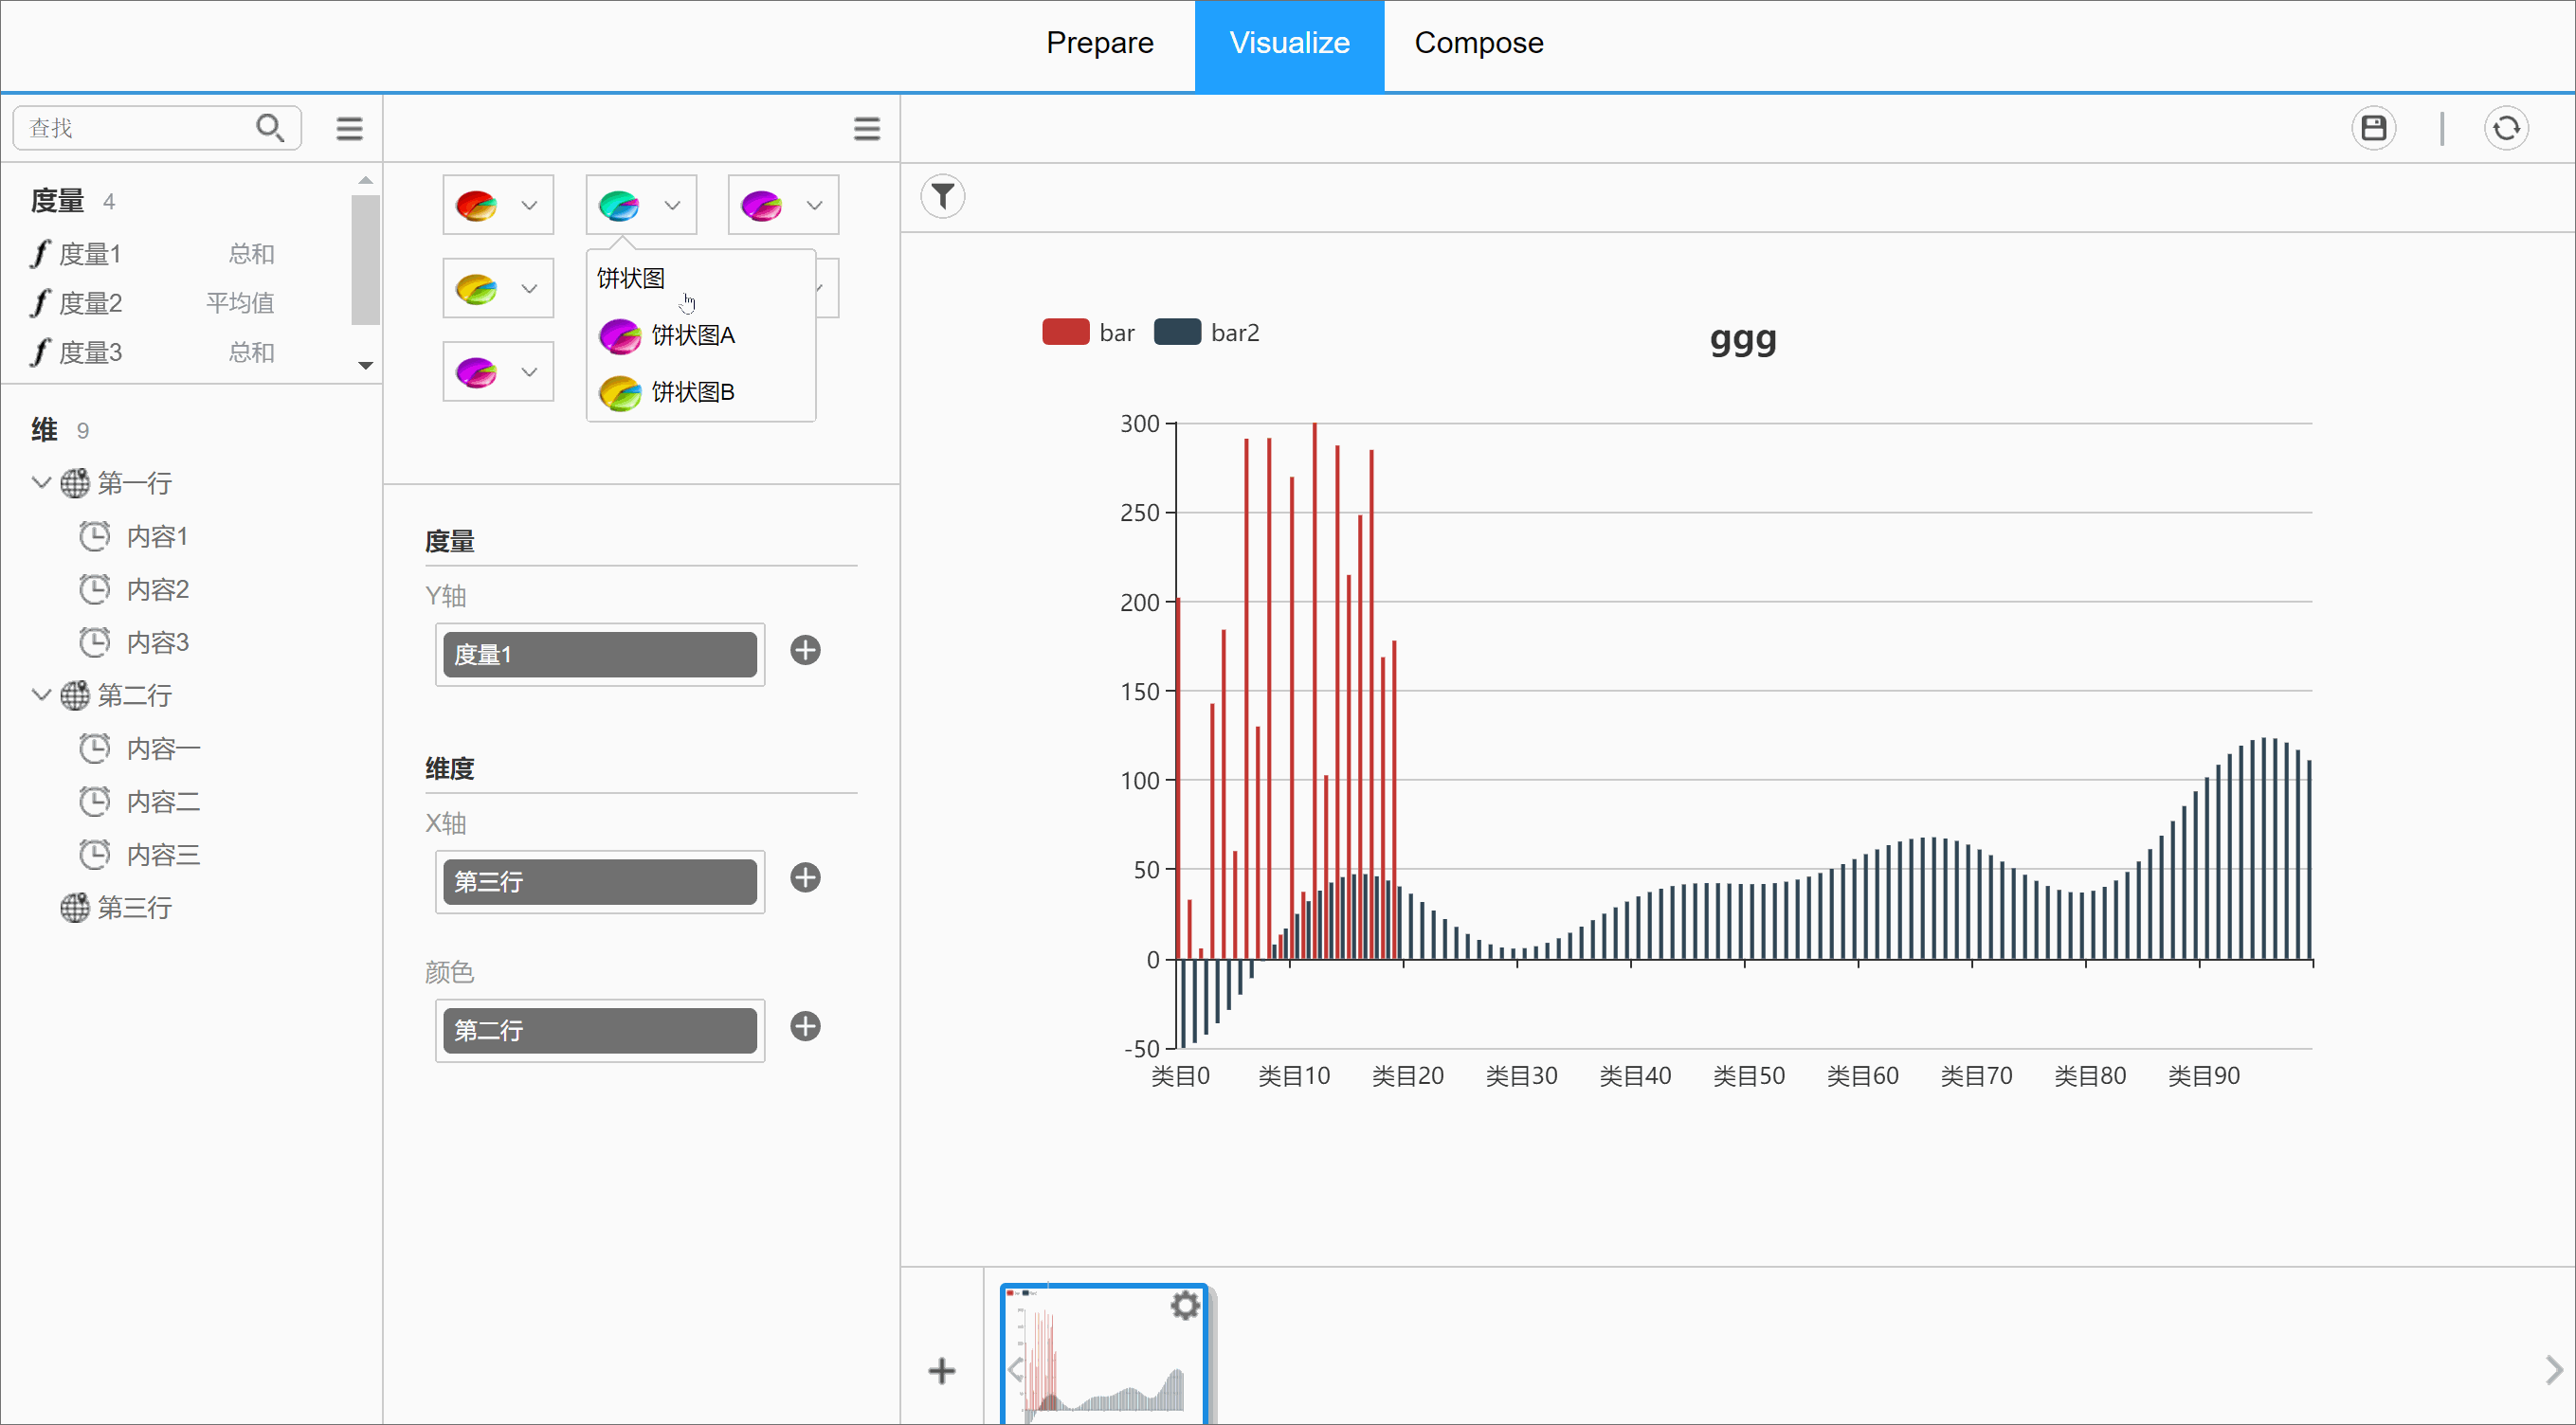 Prepare Visualize Compose
查找
度量 4
度量1 总和
度量2 平均值
度量3 总和
维 9
第一行
内容1
内容2
内容3
第二行
内容一
内容二
内容三
第三行
饼状图
饼状图A
饼状图B
度量
Y轴
度量1
维度
X轴
第三行
颜色
第二行
bar bar2
ggg
300
250
200
150
100
50
0
-50
类目0 类目10 类目20 类目30 类目40 类目50 类目60 类目70 类目80 类目90